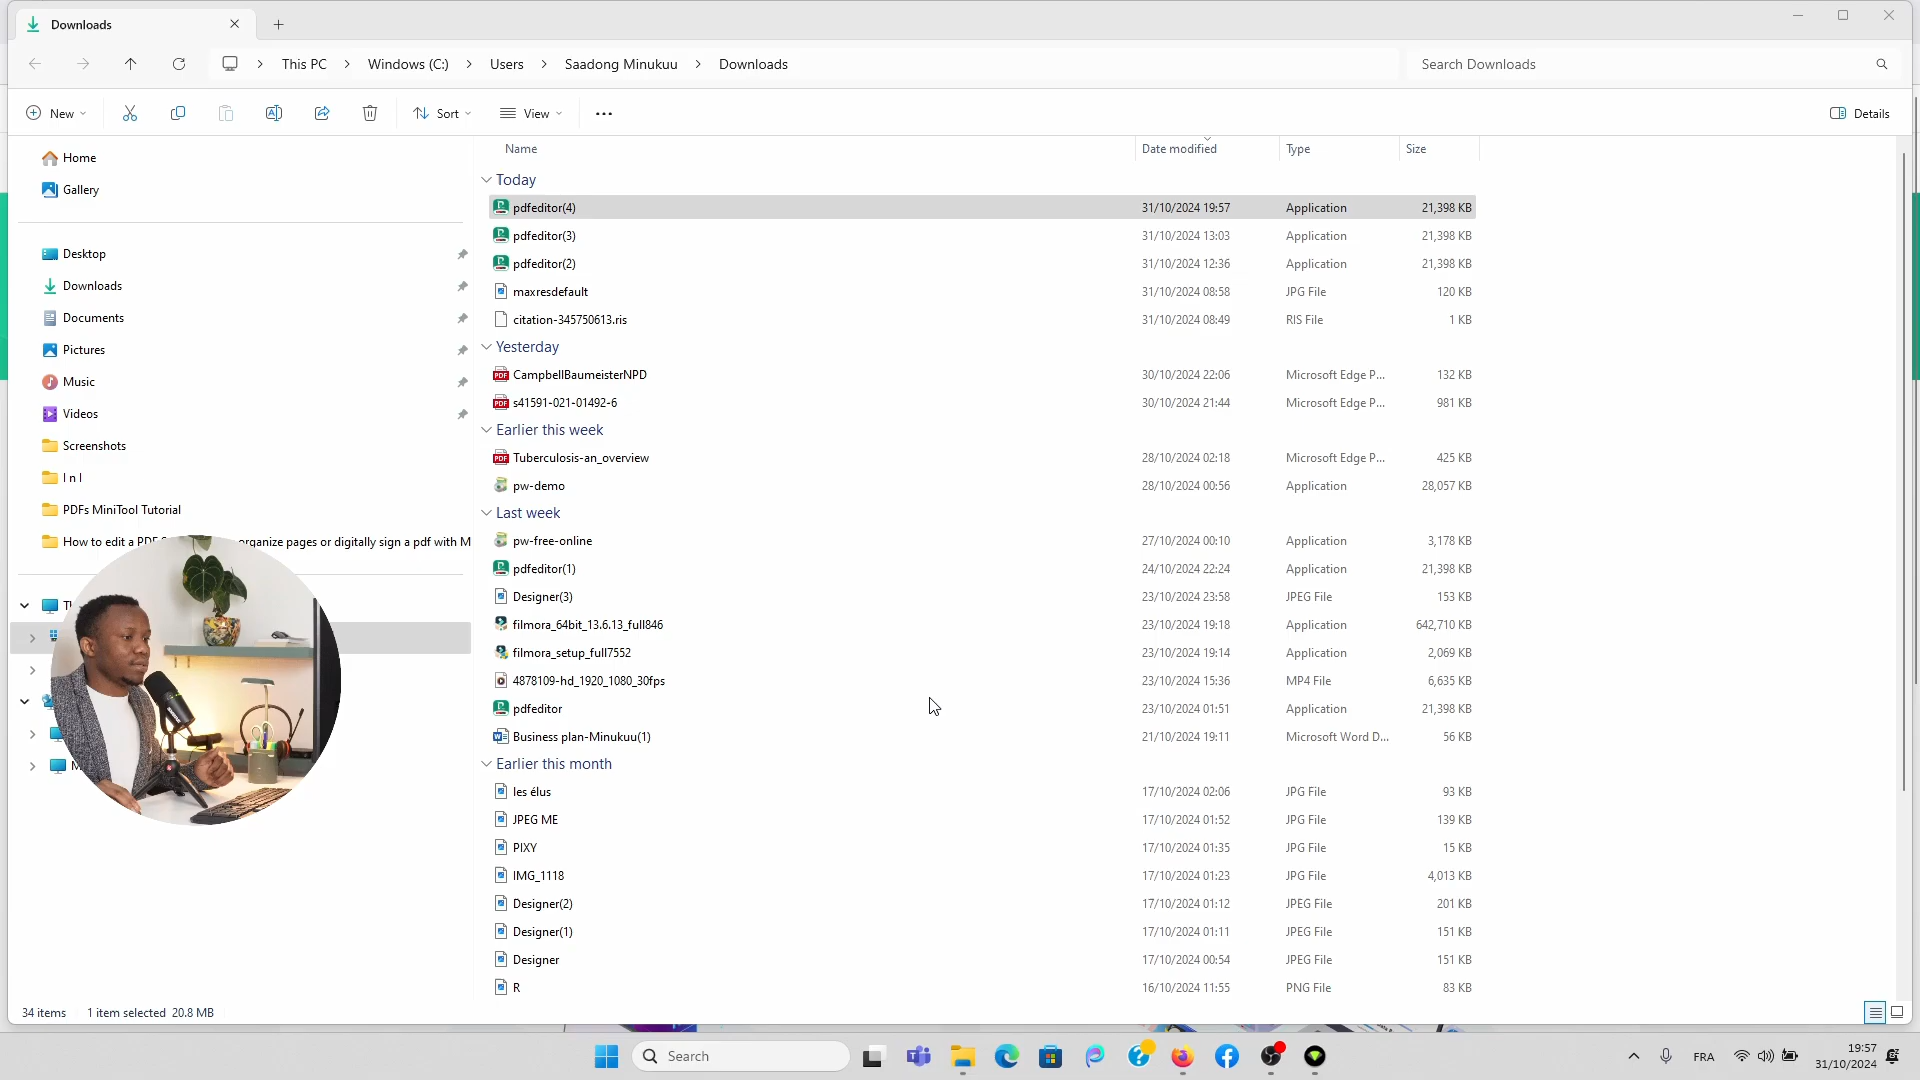 Downloads
This PC > Windows (C:) > Users > Saadong Minukuu > Downloads
Search Downloads
New
Sort
View
Details
Home
Gallery
Desktop
Downloads
Documents
Pictures
Music
Videos
Screenshots
I n I
PDFs MiniTool Tutorial
How to edit a PDF organize pages or digitally sign a pdf with M
Name Date modified Type Size
Today
pdfeditor(4) 31/10/2024 19:57 Application 21,398 KB
pdfeditor(3) 31/10/2024 13:03 Application 21,398 KB
pdfeditor(2) 31/10/2024 12:36 Application 21,398 KB
maxresdefault 31/10/2024 08:58 JPG File 120 KB
citation-345750613.ris 31/10/2024 08:49 RIS File 1 KB
Yesterday
CampbellBaumeisterNPD 30/10/2024 22:06 Microsoft Edge P... 132 KB
s41591-021-01492-6 30/10/2024 21:44 Microsoft Edge P... 981 KB
Earlier this week
Tuberculosis-an_overview 28/10/2024 02:18 Microsoft Edge P... 425 KB
pw-demo 28/10/2024 00:56 Application 28,057 KB
Last week
pw-free-online 27/10/2024 00:10 Application 3,178 KB
pdfeditor(1) 24/10/2024 22:24 Application 21,398 KB
Designer(3) 23/10/2024 23:58 JPEG File 153 KB
filmora_64bit_13.6.13_full846 23/10/2024 19:18 Application 642,710 KB
filmora_setup_full7552 23/10/2024 19:14 Application 2,069 KB
4878109-hd_1920_1080_30fps 23/10/2024 15:36 MP4 File 6,635 KB
pdfeditor 23/10/2024 01:51 Application 21,398 KB
Business plan-Minukuu(1) 21/10/2024 19:11 Microsoft Word D... 56 KB
Earlier this month
les élus 17/10/2024 02:06 JPG File 93 KB
JPEG ME 17/10/2024 01:52 JPG File 139 KB
PIXY 17/10/2024 01:35 JPG File 15 KB
IMG_1118 17/10/2024 01:23 JPG File 4,013 KB
Designer(2) 17/10/2024 01:12 JPEG File 201 KB
Designer(1) 17/10/2024 01:11 JPEG File 151 KB
Designer 17/10/2024 00:54 JPEG File 151 KB
R 16/10/2024 11:55 PNG File 83 KB
34 items 1 item selected 20.8 MB
Search
FRA
19:57
31/10/2024